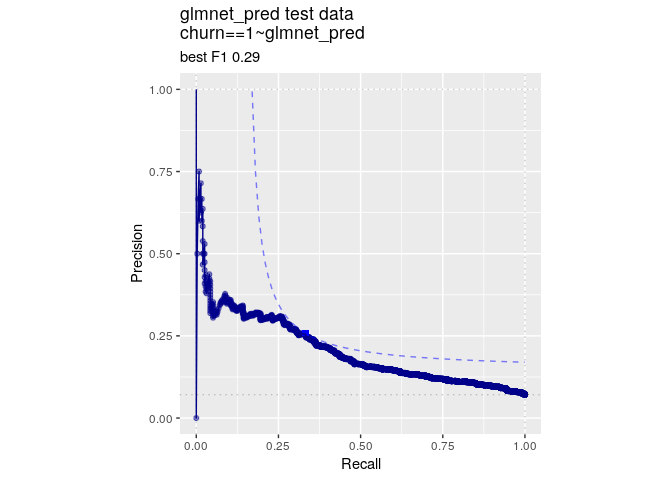 glmnet_pred test data
churn==1~glmnet_pred
best F1 0.29
1.00
0.75
0.50
0.25
0.00
Precision
0.00 0.25 0.50 0.75 1.00
Recall